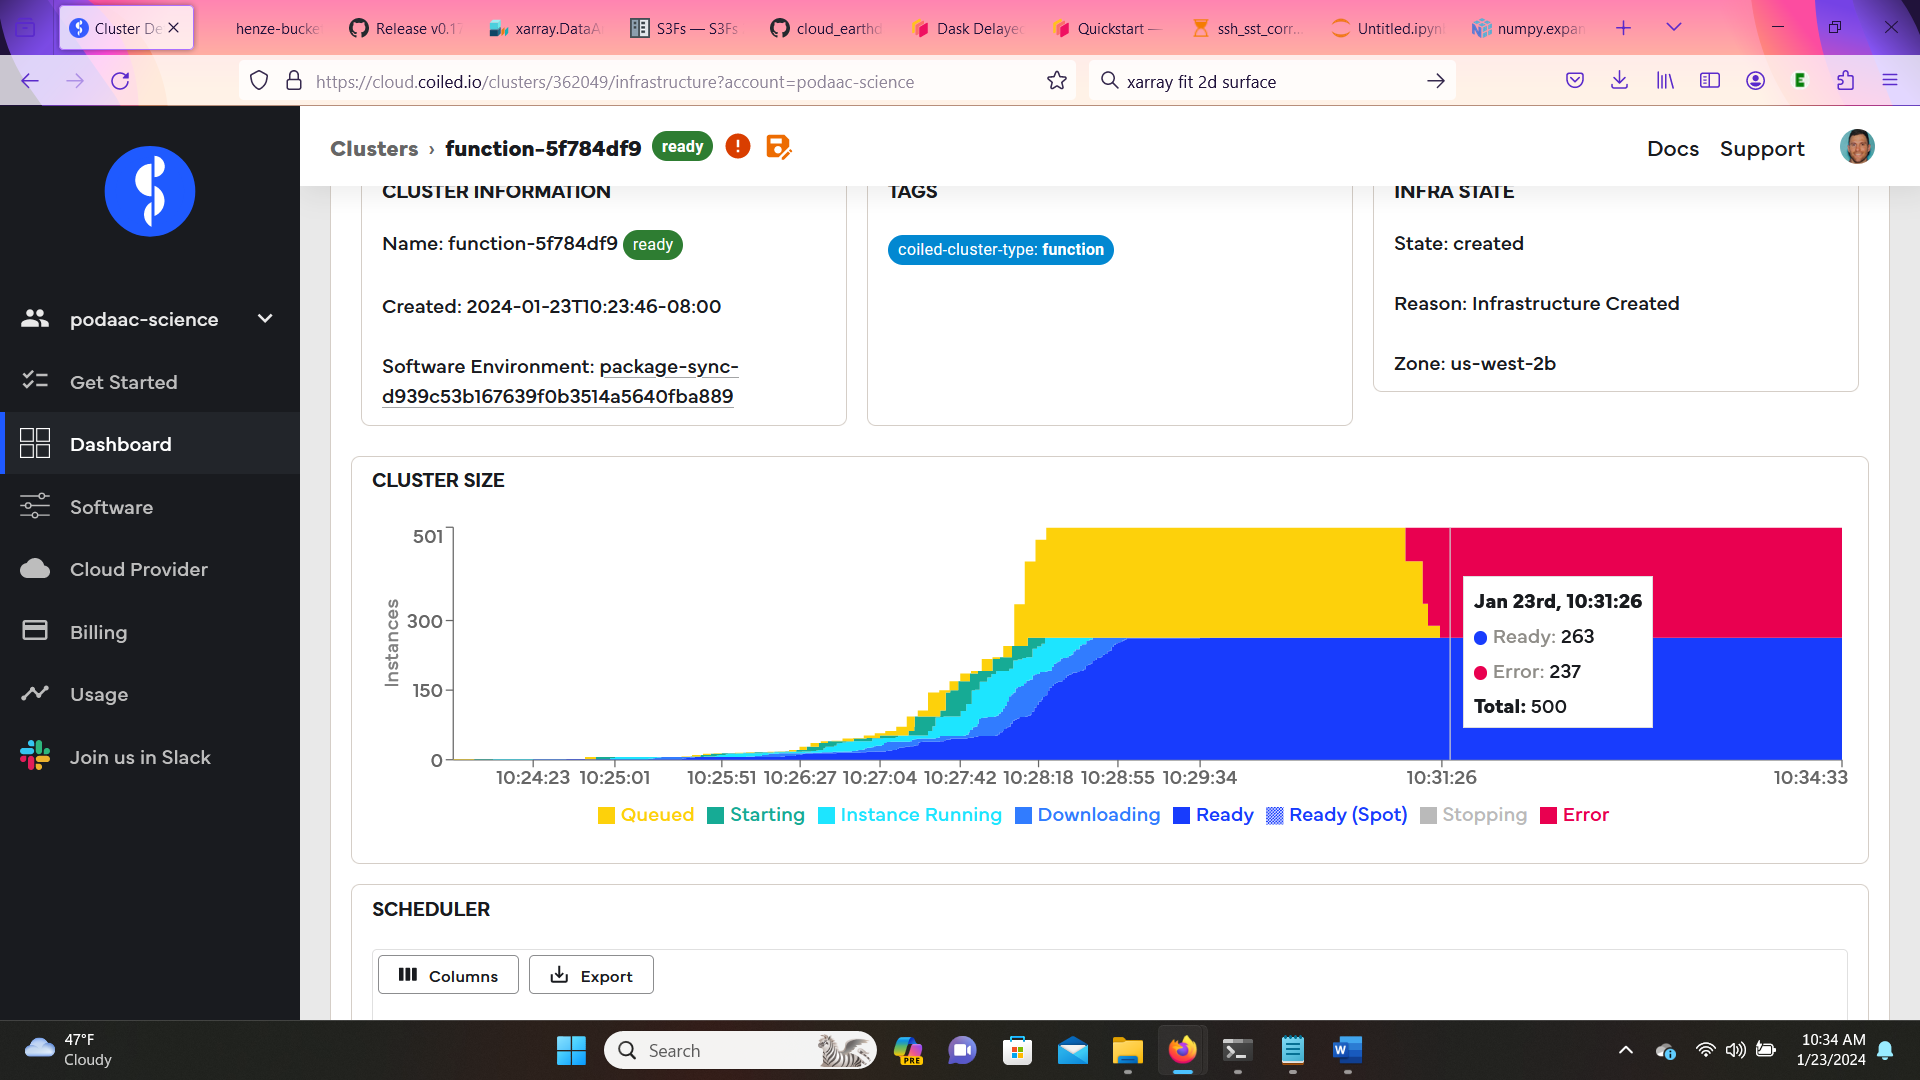 Cluster De
henze-bucke
Release v0.17
xarray.DataA
S3Fs — S3Fs
cloud_earthd
Dask Delayed
Quickstart —
ssh_sst_corr...
Untitled.ipyn
numpy.expan
https://cloud.coiled.io/clusters/362049/infrastructure?account=podaac-science
xarray fit 2d surface
Clusters › function-5f784df9 ready
Docs Support
podaac-science
Get Started
Dashboard
Software
Cloud Provider
Billing
Usage
Join us in Slack
CLUSTER INFORMATION
Name: function-5f784df9 ready
Created: 2024-01-23T10:23:46-08:00
Software Environment: package-sync-
d939c53b167639f0b3514a5640fba889
TAGS
coiled-cluster-type: function
INFRA STATE
State: created
Reason: Infrastructure Created
Zone: us-west-2b
CLUSTER SIZE
501
300
150
0
Instances
Jan 23rd, 10:31:26
Ready: 263
Error: 237
Total: 500
10:24:23 10:25:01 10:25:51 10:26:27 10:27:04 10:27:42 10:28:18 10:28:55 10:29:34 10:31:26 10:34:33
Queued Starting Instance Running Downloading Ready Ready (Spot) Stopping Error
SCHEDULER
Columns
Export
47°F
Cloudy
Search
PRE
10:34 AM
1/23/2024